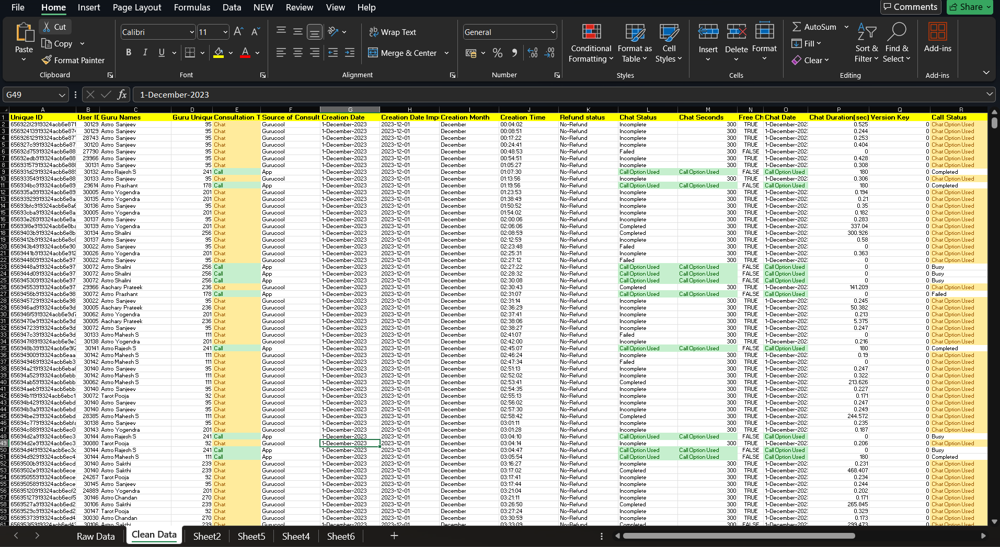 File Home Insert Page Layout Formulas Data NEW Review View Help Comments Share
Cut
Copy
Format Painter
Paste
Clipboard
Calibri 11
B I U A
Font
Wrap Text
Merge & Center
Alignment
General
Number
Conditional Formatting
Format as Table
Cell Styles
Styles
Insert Delete Format
Cells
AutoSum
Fill
Clear
Sort & Filter
Find & Select
Editing
Add-ins
Add-ins
G49 fx 1-December-2023
A B C D E F G H I J K L M N O P Q R
1 Unique ID User ID Guru Names Guru Unique Consultation T Source of Consult Creation Date Creation Date Imp Creation Month Creation Time Refund status Chat Status Chat Seconds Free Ch Chat Date Chat Duration(sec) Version Key Call Status
2 30129 Astro Sanjeev 95 Chat Gurucool 1-December-2023 2023-12-01 December 00:04:02 No-Refund Incomplete 300 TRUE 1-December-202 0.525 0 Chat Option Used
3 30129 Astro Sanjeev 95 Chat Gurucool 1-December-2023 2023-12-01 December 00:08:51 No-Refund Incomplete 300 TRUE 1-December-202 0.244 0 Chat Option Used
4 28743 Astro Sanjeev 95 Chat Gurucool 1-December-2023 2023-12-01 December 00:17:22 No-Refund Incomplete 300 TRUE 1-December-202 0.253 0 Chat Option Used
5 30120 Astro Sanjeev 95 Chat Gurucool 1-December-2023 2023-12-01 December 00:24:41 No-Refund Incomplete 300 TRUE 1-December-202 0.404 0 Chat Option Used
6 27790 Astro Sanjeev 95 Chat Gurucool 1-December-2023 2023-12-01 December 00:48:53 No-Refund Failed 300 FALSE 1-December-202 0 0 Chat Option Used
7 29966 Astro Sanjeev 95 Chat Gurucool 1-December-2023 2023-12-01 December 00:54:51 No-Refund Incomplete 300 TRUE 1-December-202 0.428 0 Chat Option Used
8 30131 Astro Sanjeev 95 Chat Gurucool 1-December-2023 2023-12-01 December 01:05:27 No-Refund Incomplete 300 TRUE 1-December-202 0.308 0 Chat Option Used
9 30132 Astro Rajesh S 241 Call App 1-December-2023 2023-12-01 December 01:07:30 No-Refund Call Option Used Call Option Used FALSE Call Option Used 180 0 Completed
10 30133 Astro Sanjeev 95 Chat Gurucool 1-December-2023 2023-12-01 December 01:13:56 No-Refund Incomplete 300 TRUE 1-December-202 0.306 0 Chat Option Used
11 29614 Astro Prashant 178 Call App 1-December-2023 2023-12-01 December 01:19:56 No-Refund Call Option Used Call Option Used FALSE Call Option Used 180 0 Completed
12 30005 Astro Yogendra 201 Chat Gurucool 1-December-2023 2023-12-01 December 01:23:53 No-Refund Incomplete 300 TRUE 1-December-202 0.194 0 Chat Option Used
13 30135 Astro Yogendra 201 Chat Gurucool 1-December-2023 2023-12-01 December 01:38:49 No-Refund Incomplete 300 TRUE 1-December-202 0.21 0 Chat Option Used
14 30136 Astro Sanjeev 95 Chat Gurucool 1-December-2023 2023-12-01 December 01:50:52 No-Refund Incomplete 300 TRUE 1-December-202 0.35 0 Chat Option Used
15 30005 Astro Yogendra 201 Chat Gurucool 1-December-2023 2023-12-01 December 01:54:02 No-Refund Incomplete 300 TRUE 1-December-202 0.182 0 Chat Option Used
16 30137 Astro Sanjeev 95 Chat Gurucool 1-December-2023 2023-12-01 December 02:00:06 No-Refund Incomplete 300 TRUE 1-December-202 0.283 0 Chat Option Used
17 30139 Astro Yogendra 201 Chat Gurucool 1-December-2023 2023-12-01 December 02:06:06 No-Refund Completed 300 TRUE 1-December-202 337.04 0 Chat Option Used
18 30134 Astro Shalini 256 Chat Gurucool 1-December-2023 2023-12-01 December 02:08:59 No-Refund Completed 300 TRUE 1-December-202 300.926 0 Chat Option Used
19 30137 Astro Sanjeev 95 Chat Gurucool 1-December-2023 2023-12-01 December 02:12:59 No-Refund Incomplete 300 TRUE 1-December-202 0.58 0 Chat Option Used
20 30022 Astro Sanjeev 95 Chat Gurucool 1-December-2023 2023-12-01 December 02:23:48 No-Refund Failed 300 TRUE 1-December-202 0 0 Chat Option Used
21 30026 Astro Yogendra 201 Chat Gurucool 1-December-2023 2023-12-01 December 02:25:31 No-Refund Incomplete 300 TRUE 1-December-202 0.363 0 Chat Option Used
22 30022 Astro Sanjeev 95 Chat Gurucool 1-December-2023 2023-12-01 December 02:27:12 No-Refund Failed 300 TRUE 1-December-202 0 0 Chat Option Used
23 30072 Astro Shalini 256 Call App 1-December-2023 2023-12-01 December 02:27:22 No-Refund Call Option Used Call Option Used FALSE Call Option Used 0 0 Busy
24 30072 Astro Shalini 256 Call App 1-December-2023 2023-12-01 December 02:28:32 No-Refund Call Option Used Call Option Used FALSE Call Option Used 0 0 Busy
25 30072 Astro Shalini 256 Call App 1-December-2023 2023-12-01 December 02:30:08 No-Refund Call Option Used Call Option Used FALSE Call Option Used 0 0 Busy
26 29966 Aachary Prateek 236 Chat Gurucool 1-December-2023 2023-12-01 December 02:30:43 No-Refund Completed 300 TRUE 1-December-202 141.209 0 Chat Option Used
27 30072 Astro Prashant 178 Call App 1-December-2023 2023-12-01 December 02:31:07 No-Refund Call Option Used Call Option Used FALSE Call Option Used 0 0 Failed
28 30022 Astro Sanjeev 95 Chat Gurucool 1-December-2023 2023-12-01 December 02:31:14 No-Refund Incomplete 300 TRUE 1-December-202 0.245 0 Chat Option Used
29 30005 Aachary Prateek 236 Chat Gurucool 1-December-2023 2023-12-01 December 02:36:29 No-Refund Incomplete 300 TRUE 1-December-202 50.382 0 Chat Option Used
30 30062 Astro Yogendra 201 Chat Gurucool 1-December-2023 2023-12-01 December 02:37:41 No-Refund Incomplete 300 TRUE 1-December-202 0.213 0 Chat Option Used
31 30005 Aachary Prateek 236 Chat Gurucool 1-December-2023 2023-12-01 December 02:38:06 No-Refund Incomplete 300 TRUE 1-December-202 5.375 0 Chat Option Used
32 30072 Astro Sanjeev 95 Chat Gurucool 1-December-2023 2023-12-01 December 02:38:27 No-Refund Incomplete 300 TRUE 1-December-202 0.247 0 Chat Option Used
33 30133 Astro Mahesh S 111 Chat Gurucool 1-December-2023 2023-12-01 December 02:41:07 No-Refund Failed 300 TRUE 1-December-202 0 0 Chat Option Used
34 30138 Astro Yogendra 201 Chat Gurucool 1-December-2023 2023-12-01 December 02:42:00 No-Refund Incomplete 300 TRUE 1-December-202 0.216 0 Chat Option Used
35 30141 Astro Rajesh S 241 Call App 1-December-2023 2023-12-01 December 02:45:07 No-Refund Call Option Used Call Option Used FALSE Call Option Used 180 0 Completed
36 30142 Astro Mahesh S 111 Chat Gurucool 1-December-2023 2023-12-01 December 02:46:24 No-Refund Incomplete 300 TRUE 1-December-202 0.19 0 Chat Option Used
37 30142 Astro Mahesh S 111 Chat Gurucool 1-December-2023 2023-12-01 December 02:47:34 No-Refund Failed 300 TRUE 1-December-202 0 0 Chat Option Used
38 30140 Astro Sanjeev 95 Chat Gurucool 1-December-2023 2023-12-01 December 02:51:13 No-Refund Incomplete 300 TRUE 1-December-202 0.247 0 Chat Option Used
39 30142 Astro Mahesh S 111 Chat Gurucool 1-December-2023 2023-12-01 December 02:52:02 No-Refund Incomplete 300 TRUE 1-December-202 0.322 0 Chat Option Used
40 30062 Astro Mahesh S 111 Chat Gurucool 1-December-2023 2023-12-01 December 02:53:41 No-Refund Completed 300 TRUE 1-December-202 213.626 0 Chat Option Used
41 30140 Astro Sanjeev 95 Chat Gurucool 1-December-2023 2023-12-01 December 02:54:35 No-Refund Incomplete 300 TRUE 1-December-202 0.227 0 Chat Option Used
42 30072 Tarot Pooja 92 Chat Gurucool 1-December-2023 2023-12-01 December 02:55:13 No-Refund Incomplete 300 TRUE 1-December-202 0.171 0 Chat Option Used
43 30140 Astro Sanjeev 95 Chat Gurucool 1-December-2023 2023-12-01 December 02:56:02 No-Refund Incomplete 300 TRUE 1-December-202 0.247 0 Chat Option Used
44 30140 Astro Sanjeev 95 Chat Gurucool 1-December-2023 2023-12-01 December 02:57:30 No-Refund Incomplete 300 TRUE 1-December-202 0.249 0 Chat Option Used
45 28385 Astro Mahesh S 111 Chat Gurucool 1-December-2023 2023-12-01 December 02:58:42 No-Refund Completed 300 TRUE 1-December-202 244.572 0 Chat Option Used
46 30138 Astro Sanjeev 95 Chat Gurucool 1-December-2023 2023-12-01 December 03:01:11 No-Refund Incomplete 300 TRUE 1-December-202 0.235 0 Chat Option Used
47 30143 Astro Yogendra 201 Chat Gurucool 1-December-2023 2023-12-01 December 03:01:28 No-Refund Incomplete 300 TRUE 1-December-202 0.187 0 Chat Option Used
48 30144 Astro Rajesh S 241 Call App 1-December-2023 2023-12-01 December 03:04:10 No-Refund Call Option Used Call Option Used FALSE Call Option Used 0 0 Busy
49 30080 Tarot Pooja 92 Chat Gurucool 1-December-2023 2023-12-01 December 03:04:14 No-Refund Incomplete 300 TRUE 1-December-202 0.206 0 Chat Option Used
50 30144 Astro Rajesh S 241 Call App 1-December-2023 2023-12-01 December 03:04:47 No-Refund Call Option Used Call Option Used FALSE Call Option Used 0 0 Busy
51 30144 Astro Mahesh S 111 Call App 1-December-2023 2023-12-01 December 03:05:54 No-Refund Call Option Used Call Option Used FALSE Call Option Used 180 0 Completed
52 30140 Astro Sakthi 239 Chat Gurucool 1-December-2023 2023-12-01 December 03:16:27 No-Refund Incomplete 300 TRUE 1-December-202 0.231 0 Chat Option Used
53 30140 Astro Sakthi 239 Chat Gurucool 1-December-2023 2023-12-01 December 03:17:02 No-Refund Completed 300 TRUE 1-December-202 468.407 0 Chat Option Used
54 24267 Tarot Pooja 92 Chat Gurucool 1-December-2023 2023-12-01 December 03:17:41 No-Refund Incomplete 300 TRUE 1-December-202 0.234 0 Chat Option Used
55 30145 Astro Sanjeev 95 Chat Gurucool 1-December-2023 2023-12-01 December 03:17:44 No-Refund Incomplete 300 TRUE 1-December-202 0.244 0 Chat Option Used
56 24889 Astro Yogendra 201 Chat Gurucool 1-December-2023 2023-12-01 December 03:21:04 No-Refund Incomplete 300 TRUE 1-December-202 0.202 0 Chat Option Used
57 30146 Astro Chandan 270 Chat Gurucool 1-December-2023 2023-12-01 December 03:21:11 No-Refund Incomplete 300 TRUE 1-December-202 0.171 0 Chat Option Used
58 30106 Astro Sakthi 239 Chat Gurucool 1-December-2023 2023-12-01 December 03:26:50 No-Refund Completed 300 TRUE 1-December-202 265.845 0 Chat Option Used
59 30147 Tarot Pooja 92 Chat Gurucool 1-December-2023 2023-12-01 December 03:27:24 No-Refund Incomplete 300 TRUE 1-December-202 0.329 0 Chat Option Used
60 30030 Astro Chandan 270 Chat Gurucool 1-December-2023 2023-12-01 December 03:30:59 No-Refund Incomplete 300 TRUE 1-December-202 0.173 0 Chat Option Used
61 30106 Astro Sakthi 239 Chat Gurucool 1-December-2023 2023-12-01 December 03:33:09 No-Refund Completed 300 FALSE 1-December-202 299.473 0 Chat Option Used
Raw Data Clean Data Sheet2 Sheet5 Sheet4 Sheet6